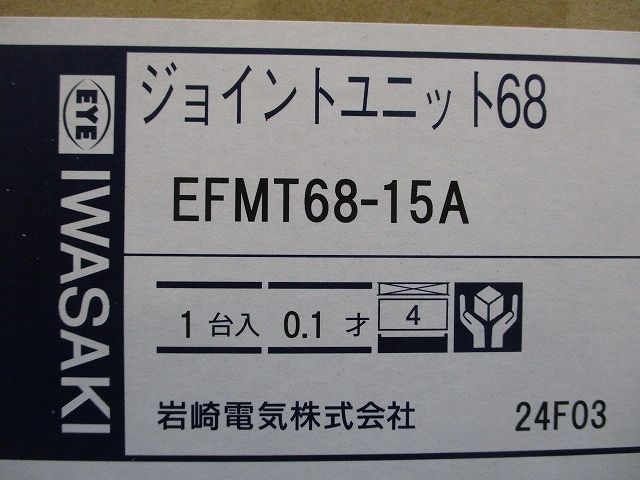 EYE
IWASAKI
ジョイントユニット68
EFMT68-15A
1 台入 0.1 才 4
岩崎電気株式会社 24F03